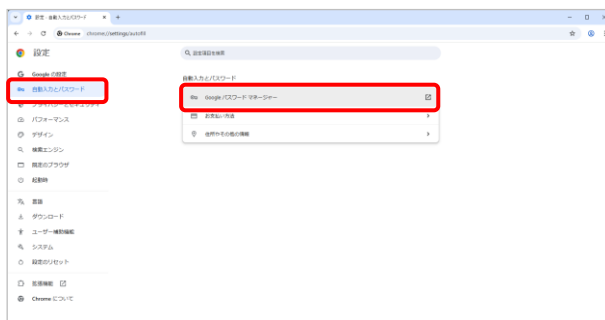 設定 - 自動入力とパスワード
Chrome chrome://settings/autofill
設定
設定項目を検索
Google の設定
自動入力とパスワード
プライバシーとセキュリティ
パフォーマンス
デザイン
検索エンジン
既定のブラウザ
起動時
言語
ダウンロード
ユーザー補助機能
システム
設定のリセット
拡張機能
Chrome について
自動入力とパスワード
Google パスワード マネージャー
お支払い方法
住所やその他の情報